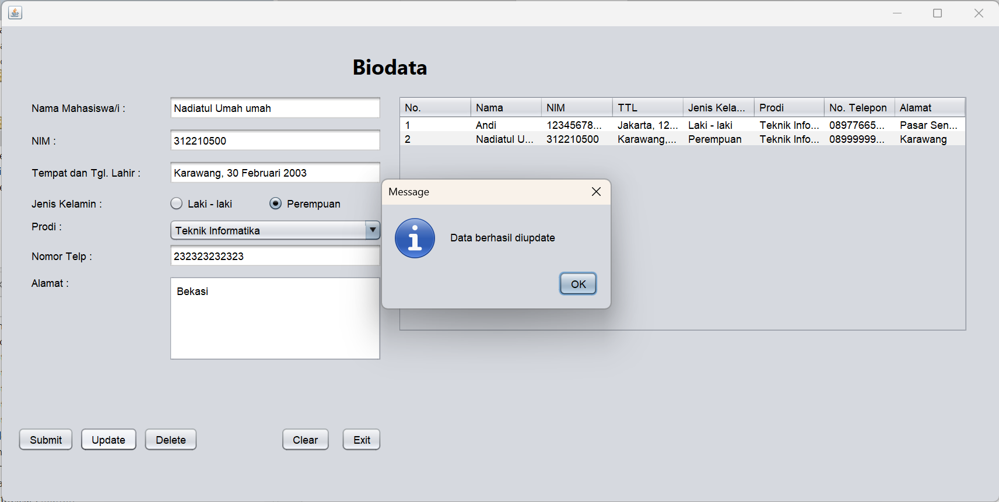 Biodata
Nama Mahasiswa/i : Nadiatul Umah umah
NIM : 312210500
Tempat dan Tgl. Lahir : Karawang, 30 Februari 2003
Jenis Kelamin : Laki - laki Perempuan
Prodi : Teknik Informatika
Nomor Telp : 232323232323
Alamat : Bekasi
No. Nama NIM TTL Jenis Kela... Prodi No. Telepon Alamat
1 Andi 12345678... Jakarta, 12... Laki - laki Teknik Info... 08977665... Pasar Sen...
2 Nadiatul U... 312210500 Karawang,... Perempuan Teknik Info... 08999999... Karawang
Message
Data berhasil diupdate
OK
Submit Update Delete Clear Exit